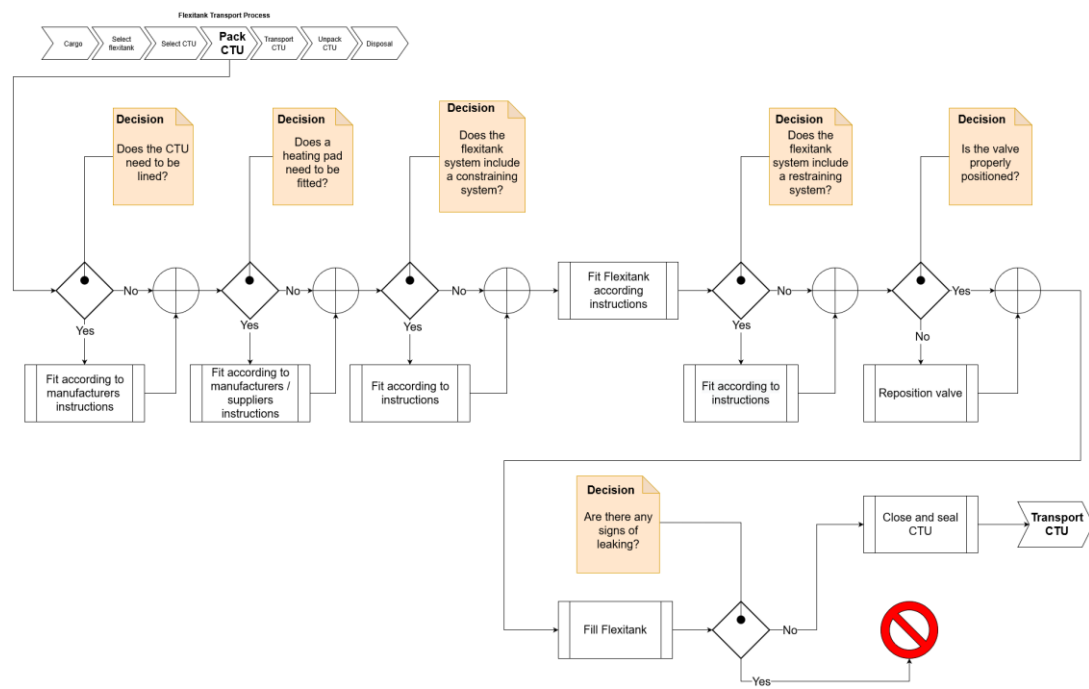 Flexitank Transport Process
Cargo
Select
flexitank
Select CTU
Pack
CTU
Transport
CTU
Unpack
CTU
Disposal
Decision
Does the CTU
need to be
lined?
Decision
Does a
heating pad
need to be
fitted?
Decision
Does the
flexitank
system include
a constraining
system?
Decision
Does the
flexitank
system include
a restraining
system?
Decision
Is the valve
properly
positioned?
No
No
No
Fit Flexitank
according
instructions
No
Yes
Yes
Yes
Yes
Yes
No
Fit according to
manufacturers
instructions
Fit according to
manufacturers /
suppliers
instructions
Fit according to
instructions
Fit according to
instructions
Reposition valve
Decision
Are there any
signs of
leaking?
Close and seal
CTU
Transport
CTU
Fill Flexitank
No
Yes